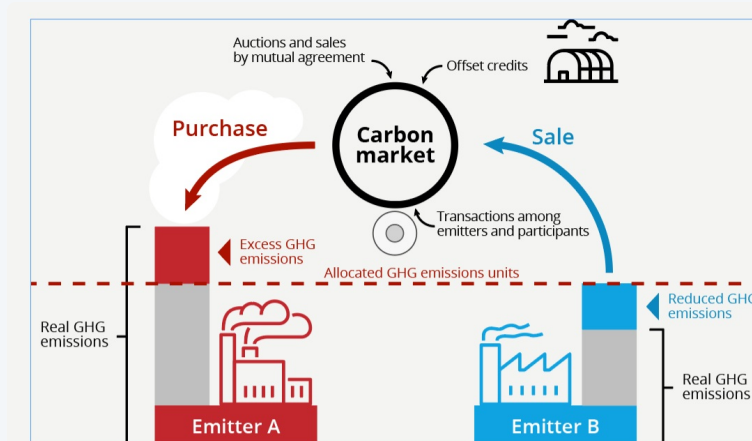 Auctions and sales
by mutual agreement
Offset credits
Purchase
Carbon
market
Sale
Transactions among
emitters and participants
Excess GHG
emissions
Allocated GHG emissions units
Reduced GHG
emissions
Real GHG
emissions
Real GHG
emissions
Emitter A
Emitter B